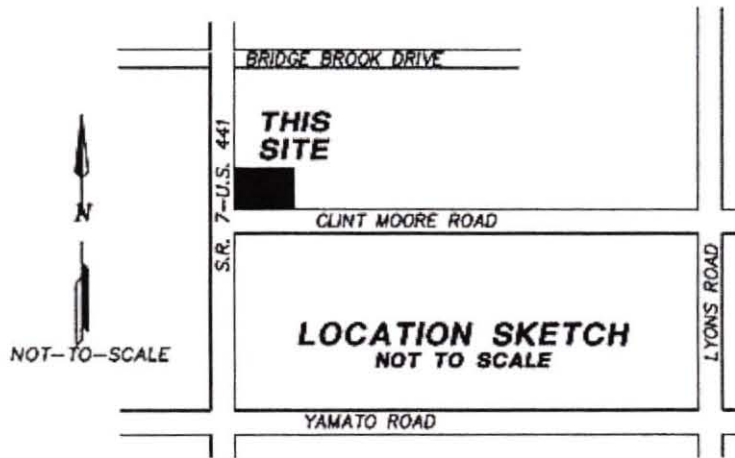 BRIDGE BROOK DRIVE
THIS
SITE
S.R. 7-U.S. 441
N
CLINT MOORE ROAD
LYONS ROAD
LOCATION SKETCH
NOT TO SCALE
NOT-TO-SCALE
YAMATO ROAD